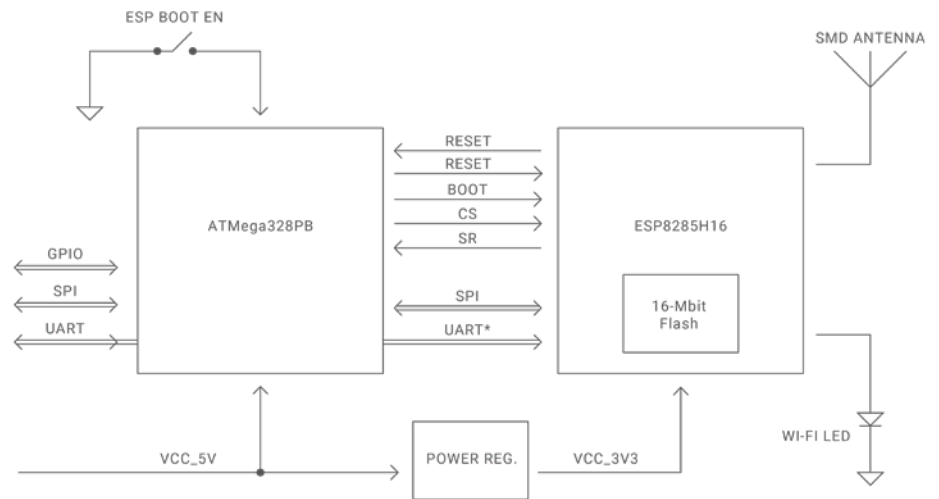 ESP BOOT EN
SMD ANTENNA
RESET
RESET
BOOT
CS
SR
ATMega328PB
ESP8285H16
GPIO
SPI
UART
SPI
UART*
16-Mbit
Flash
WI-FI LED
VCC_5V
POWER REG.
VCC_3V3